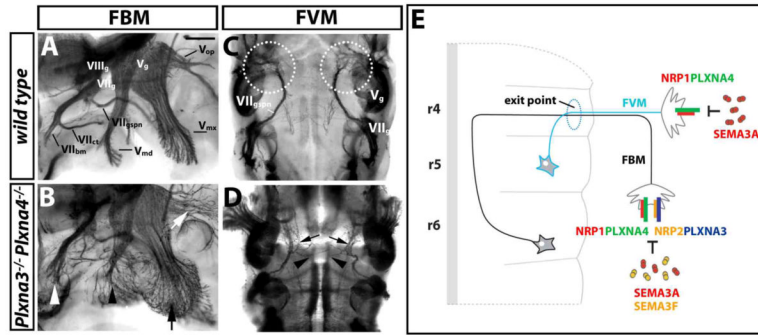 FBM
FVM
wild type
Plxna3-/- Plxna4-/-
A
VIIIg
VIIg
Vg
Vop
VIIgspn
VIIcT
VIIbm
Vmd
Vmx
B
C
VIIgspn
Vg
VIIg
D
E
r4
r5
r6
exit point
FVM
FBM
NRP1PLXNA4
SEMA3A
NRP1PLXNA4 NRP2PLXNA3
SEMA3A
SEMA3F